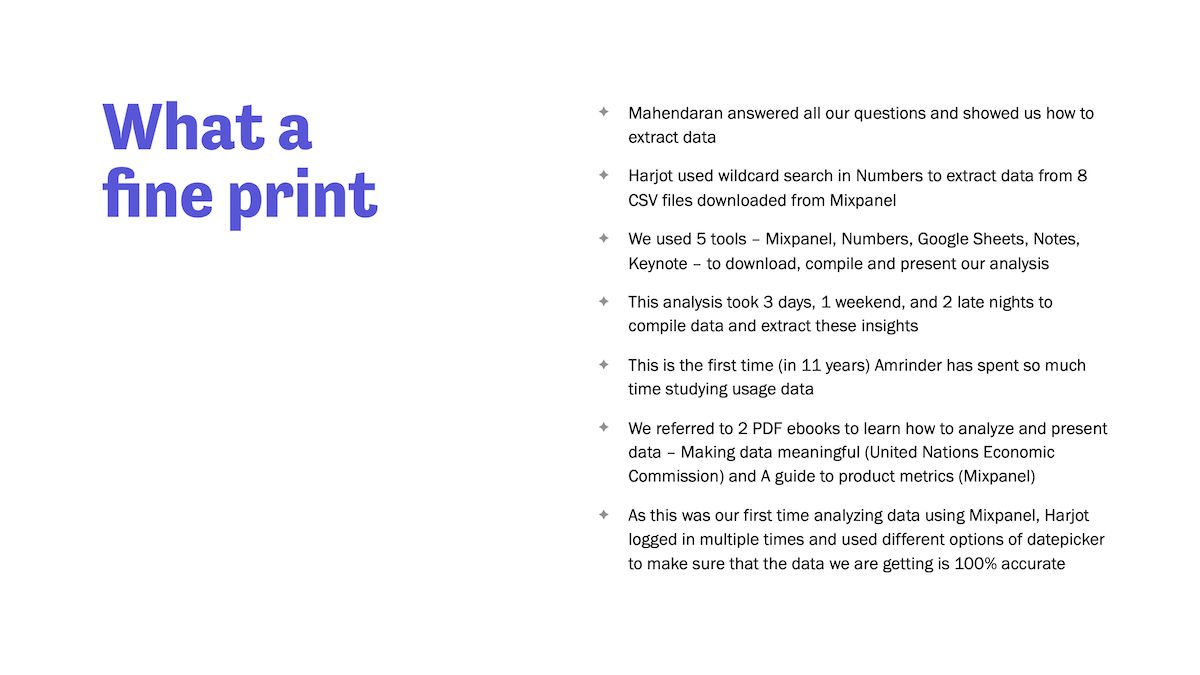 What a
fine print
Mahendaran answered all our questions and showed us how to
extract data
Harjot used wildcard search in Numbers to extract data from 8
CSV files downloaded from Mixpanel
We used 5 tools – Mixpanel, Numbers, Google Sheets, Notes,
Keynote – to download, compile and present our analysis
This analysis took 3 days, 1 weekend, and 2 late nights to
compile data and extract these insights
This is the first time (in 11 years) Amrinder has spent so much
time studying usage data
We referred to 2 PDF ebooks to learn how to analyze and present
data – Making data meaningful (United Nations Economic
Commission) and A guide to product metrics (Mixpanel)
As this was our first time analyzing data using Mixpanel, Harjot
logged in multiple times and used different options of datepicker
to make sure that the data we are getting is 100% accurate